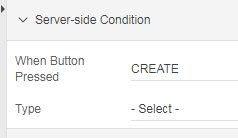 Server-side Condition
When Button
Pressed
CREATE
Type
- Select -